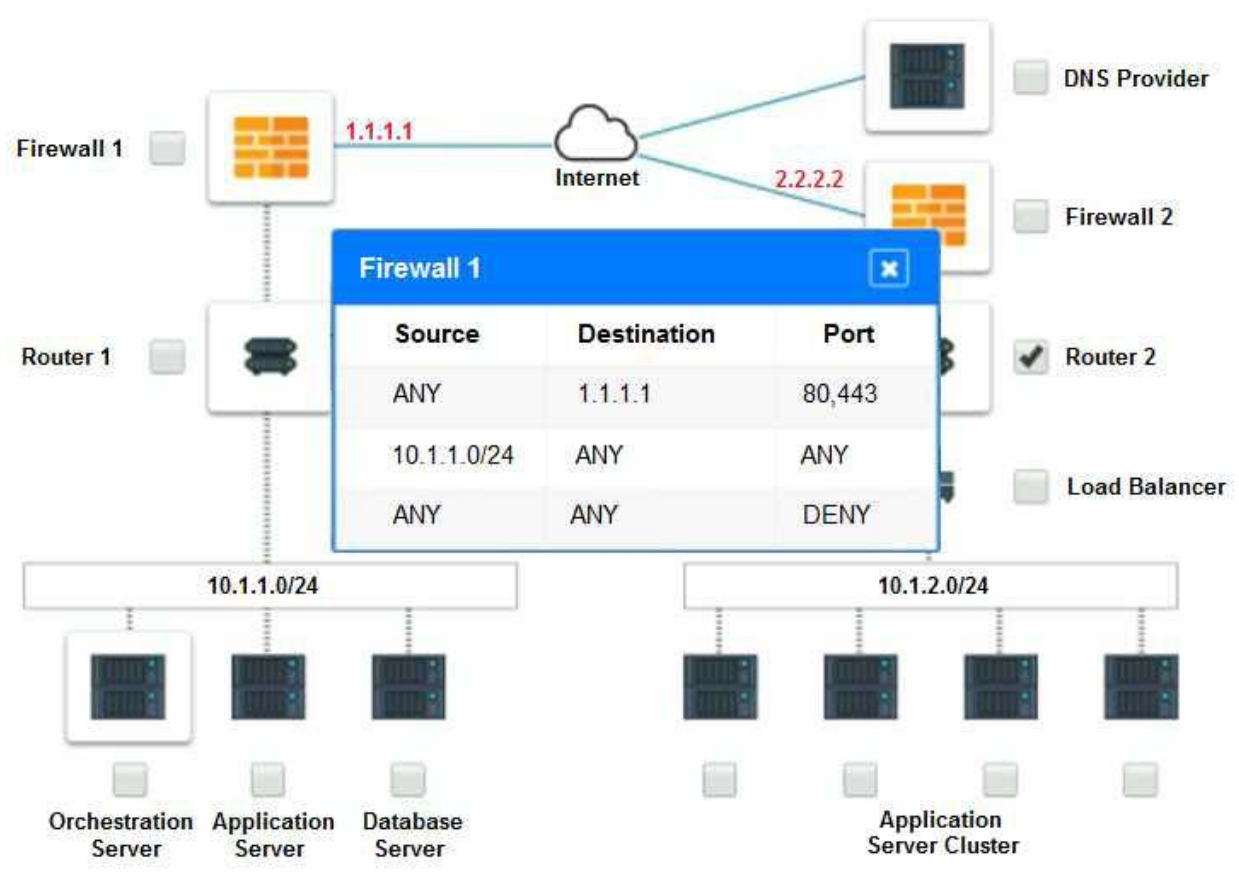 DNS Provider
Firewall 1
1.1.1.1
Internet
2.2.2.2
Firewall 2
Firewall 1
Source Destination Port
ANY 1.1.1.1 80,443
10.1.1.0/24 ANY ANY
ANY ANY DENY
Router 1
Router 2
Load Balancer
10.1.1.0/24
10.1.2.0/24
Orchestration
Server
Application
Server
Database
Server
Application
Server Cluster